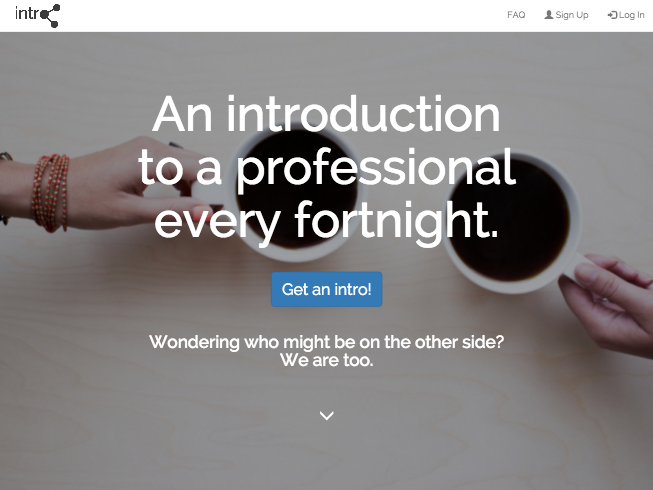 intro
FAQ
Sign Up
Log In
An introduction
to a professional
every fortnight.
Get an intro!
Wondering who might be on the other side?
We are too.